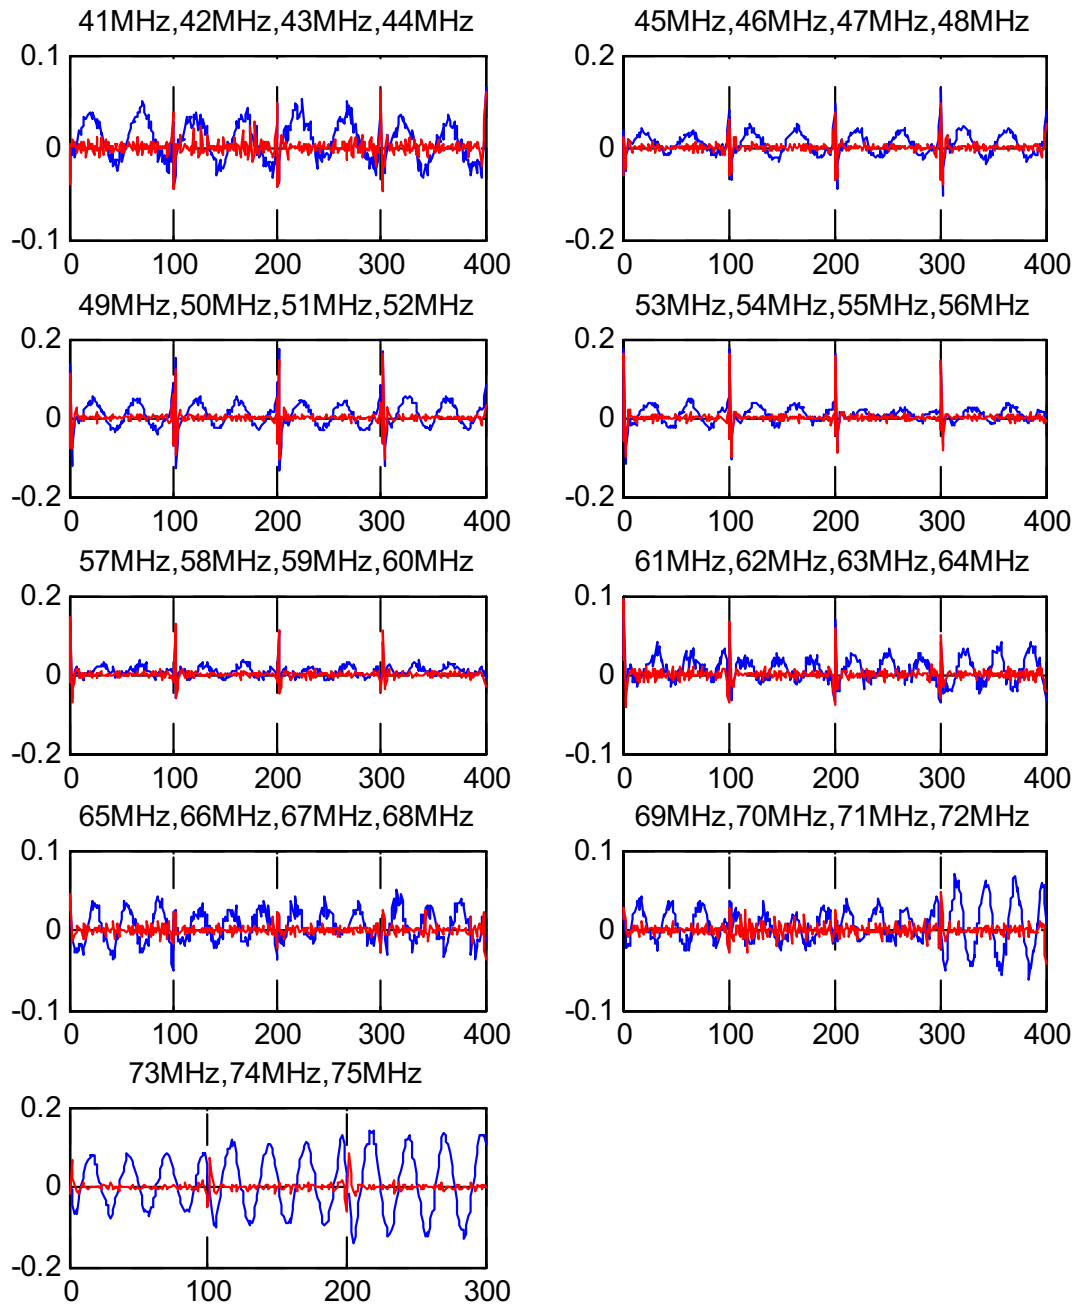 41MHz,42MHz,43MHz,44MHz
0.1
0
-0.1
0 100 200 300 400
45MHz,46MHz,47MHz,48MHz
0.2
0
-0.2
0 100 200 300 400
49MHz,50MHz,51MHz,52MHz
0.2
0
-0.2
0 100 200 300 400
53MHz,54MHz,55MHz,56MHz
0.2
0
-0.2
0 100 200 300 400
57MHz,58MHz,59MHz,60MHz
0.2
0
-0.2
0 100 200 300 400
61MHz,62MHz,63MHz,64MHz
0.1
0
-0.1
0 100 200 300 400
65MHz,66MHz,67MHz,68MHz
0.1
0
-0.1
0 100 200 300 400
69MHz,70MHz,71MHz,72MHz
0.1
0
-0.1
0 100 200 300 400
73MHz,74MHz,75MHz
0.2
0
-0.2
0 100 200 300